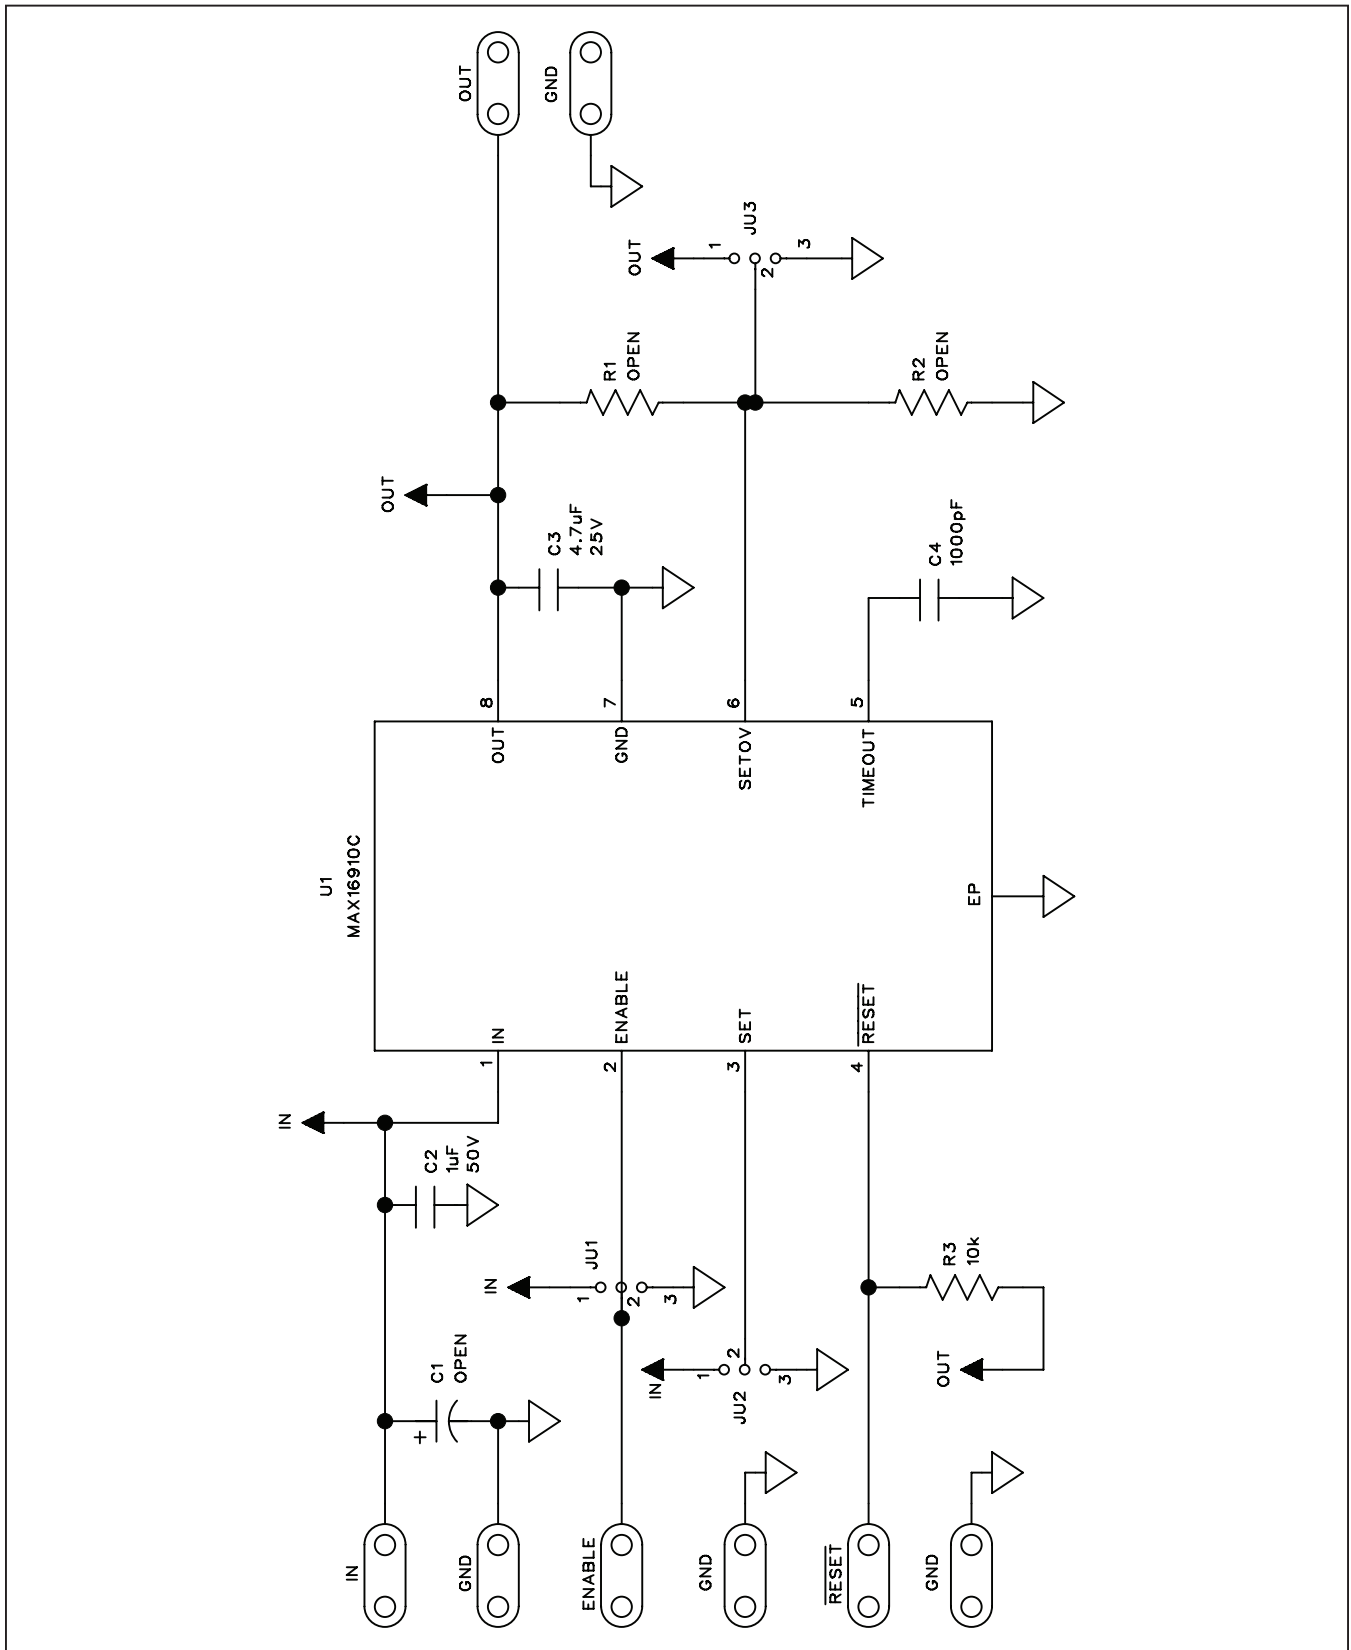 U1
MAX16910C
IN
ENABLE
SET
RESET
OUT
GND
SETOV
TIMEOUT
EP
1
2
3
4
8
7
6
5
IN
C2
1uF
50V
C1
OPEN
+
IN
JU1
1
2
3
IN
JU2
1
2
3
R3
10k
OUT
IN
GND
ENABLE
GND
RESET
GND
OUT
C3
4.7uF
25V
C4
1000pF
R1
OPEN
R2
OPEN
OUT
JU3
1
2
3
OUT
GND